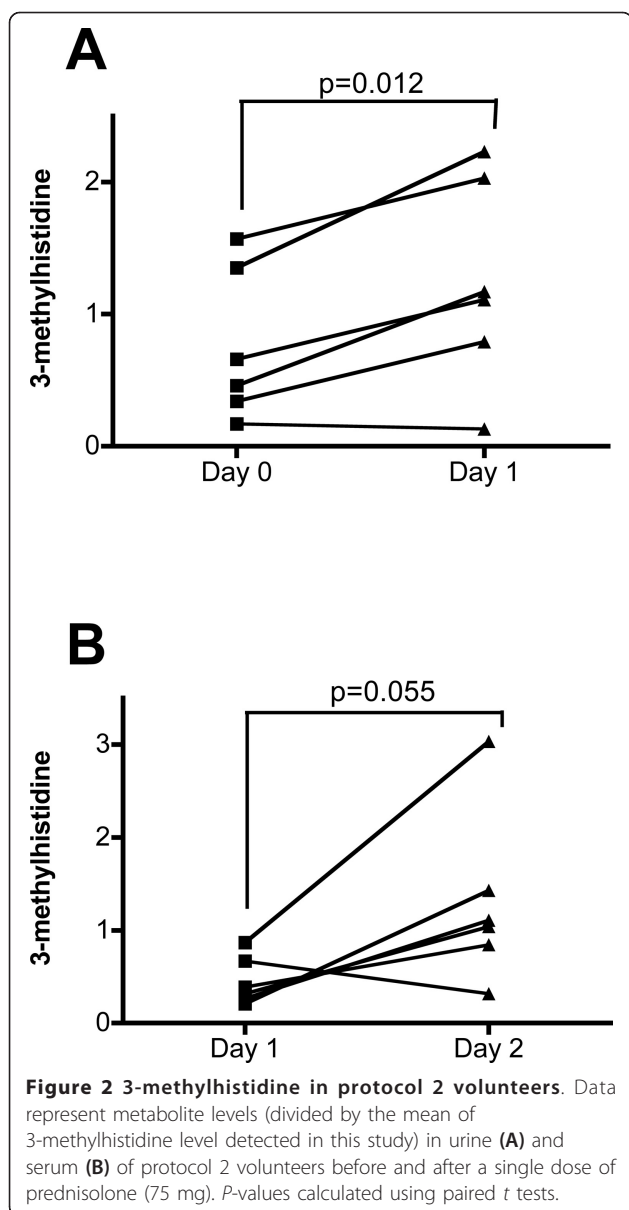 A
p=0.012
3-methylhistidine
2
1
0
Day 0 Day 1
B
p=0.055
3-methylhistidine
3
2
1
0
Day 1 Day 2
Figure 2 3-methylhistidine in protocol 2 volunteers. Data
represent metabolite levels (divided by the mean of
3-methylhistidine level detected in this study) in urine (A) and
serum (B) of protocol 2 volunteers before and after a single dose of
prednisolone (75 mg). P-values calculated using paired t tests.